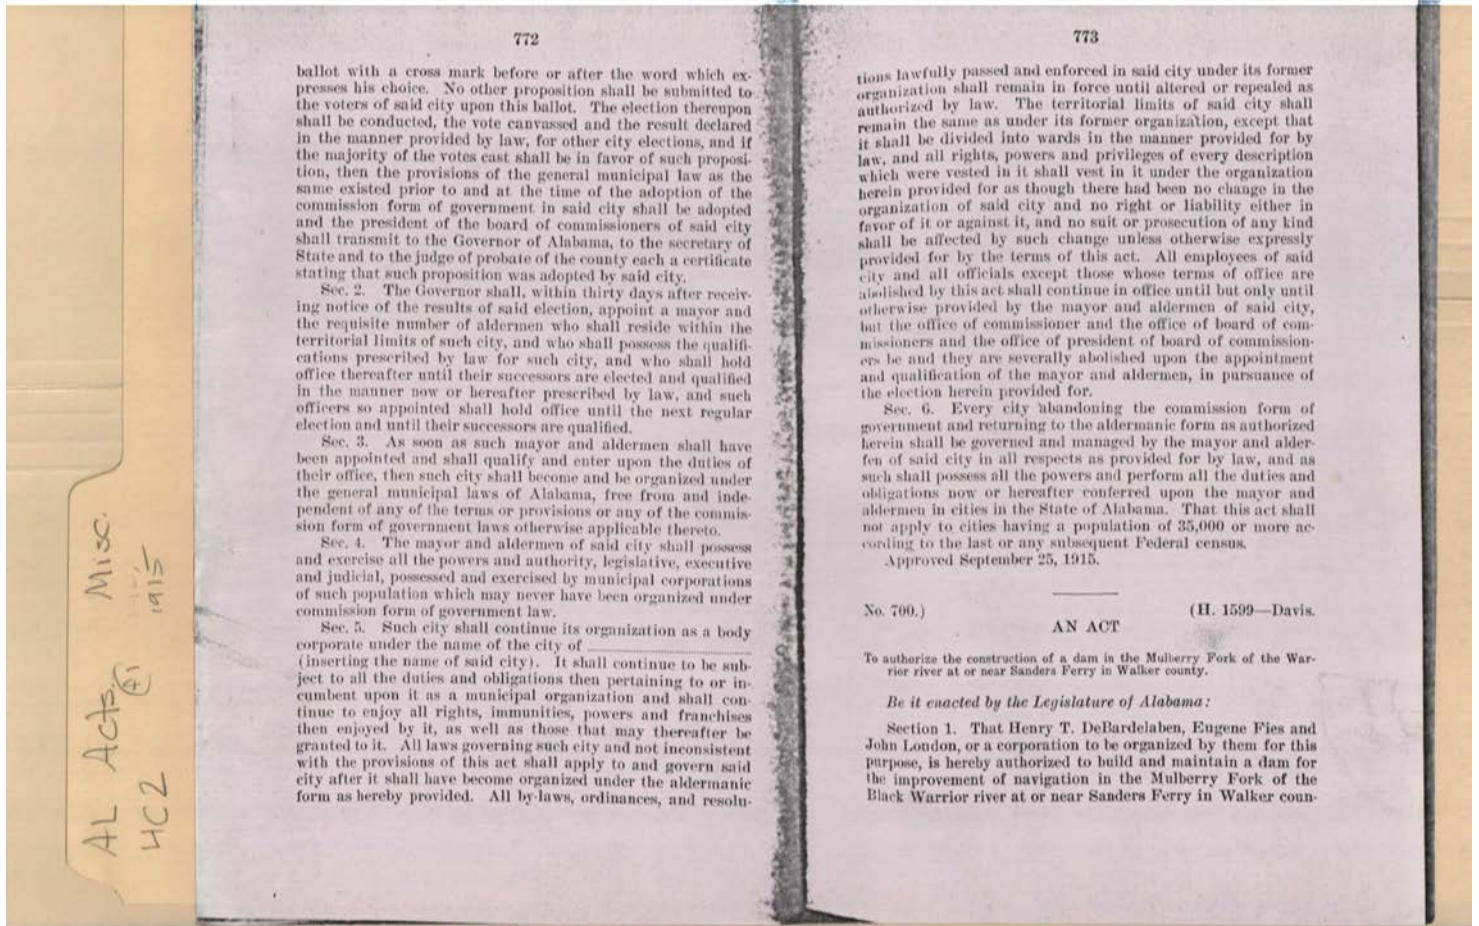 772
ballot with a cross mark before or after the word which ex-
presses his choice. No other proposition shall be submitted to
the voters of said city upon this ballot. The election thereupon
shall be conducted, the vote canvassed and the result declared
in the manner provided by law, for other city elections, and if
the majority of the votes cast shall be in favor of such proposi-
tion, then the provisions of the general municipal law as the
same existed prior to and at the time of the adoption of the
commission form of government in said city shall be adopted
and the president of the board of commissioners of said city
shall transmit to the Governor of Alabama, to the secretary of
State and to the judge of probate of the county each a certificate
stating that such proposition was adopted by said city.
Sec. 2. The Governor shall, within thirty days after receiv-
ing notice of the results of said election, appoint a mayor and
the requisite number of aldermen who shall reside within the
territorial limits of such city, and who shall possess the qualifi-
cations prescribed by law for such city, and who shall hold
office thereafter until their successors are elected and qualified
in the manner now or hereafter prescribed by law, and such
officers so appointed shall hold office until the next regular
election and until their successors are qualified.
Sec. 3. As soon as such mayor and aldermen shall have
been appointed and shall qualify and enter upon the duties of
their office, then such city shall become and be organized under
the general municipal laws of Alabama, free from and inde-
pendent of any of the terms or provisions or any of the commis-
sion form of government laws otherwise applicable thereto.
Sec. 4. The mayor and aldermen of said city shall possess
and exercise all the powers and authority, legislative, executive
and judicial, possessed and exercised by municipal corporations
of such population which may never have been organized under
commission form of government law.
Sec. 5. Such city shall continue its organization as a body
corporate under the name of the city of
(inserting the name of said city). It shall continue to be sub-
ject to all the duties and obligations then pertaining to or in-
cumbent upon it as a municipal organization and shall con-
tinue to enjoy all rights, immunities, powers and franchises
then enjoyed by it, as well as those that may thereafter be
granted to it. All laws governing such city and not inconsistent
with the provisions of this act shall apply to and govern said
city after it shall have become organized under the aldermanic
form as hereby provided. All by-laws, ordinances, and resolu-
773
tions lawfully passed and enforced in said city under its former
organization shall remain in force until altered or repealed as
authorized by law. The territorial limits of said city shall
remain the same as under its former organization, except that
it shall be divided into wards in the manner provided for by
law, and all rights, powers and privileges of every description
which were vested in it shall vest in it under the organization
herein provided for as though there had been no change in the
organization of said city and no right or liability either in
favor of it or against it, and no suit or prosecution of any kind
shall be affected by such change unless otherwise expressly
provided for by the terms of this act. All employees of said
city and all officials except those whose terms of office are
abolished by this act shall continue in office until but only until
otherwise provided by the mayor and aldermen of said city,
but the office of commissioner and the office of board of com-
missioners and the office of president of board of commission-
ers be and they are severally abolished upon the appointment
and qualification of the mayor and aldermen, in pursuance of
the election herein provided for.
Sec. 6. Every city abandoning the commission form of
government and returning to the aldermanic form as authorized
herein shall be governed and managed by the mayor and alder-
fen of said city in all respects as provided for by law, and as
such shall possess all the powers and perform all the duties and
obligations now or hereafter conferred upon the mayor and
aldermen in cities in the State of Alabama. That this act shall
not apply to cities having a population of 35,000 or more ac-
cording to the last or any subsequent Federal census.
Approved September 25, 1915.
No. 700.) (H. 1599—Davis.
AN ACT
To authorize the construction of a dam in the Mulberry Fork of the War-
rior river at or near Sanders Ferry in Walker county.
Be it enacted by the Legislature of Alabama:
Section 1. That Henry T. DeBardelaben, Eugene Fies and
John London, or a corporation to be organized by them for this
purpose, is hereby authorized to build and maintain a dam for
the improvement of navigation in the Mulberry Fork of the
Black Warrior river at or near Sanders Ferry in Walker coun-
AL Acts Misc.
HC2 1915